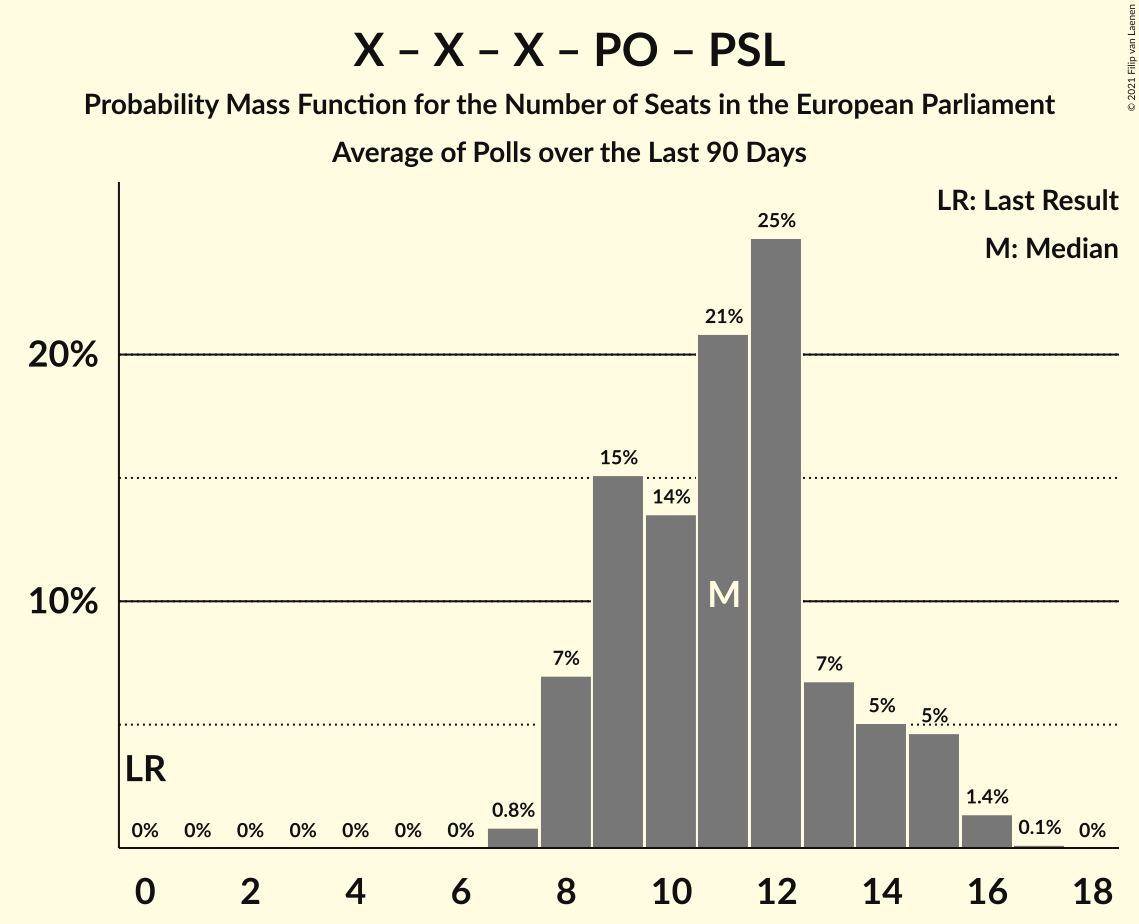 X – X – X – PO – PSL
Probability Mass Function for the Number of Seats in the European Parliament
Average of Polls over the Last 90 Days
© 2021 Filip van Laenen
LR: Last Result
M: Median
25%
21%
20%
15%
14%
10%
M
7%
7%
5%
5%
LR
0.8%
1.4%
0.1%
0% 0% 0% 0% 0% 0% 0% 0%
0 2 4 6 8 10 12 14 16 18